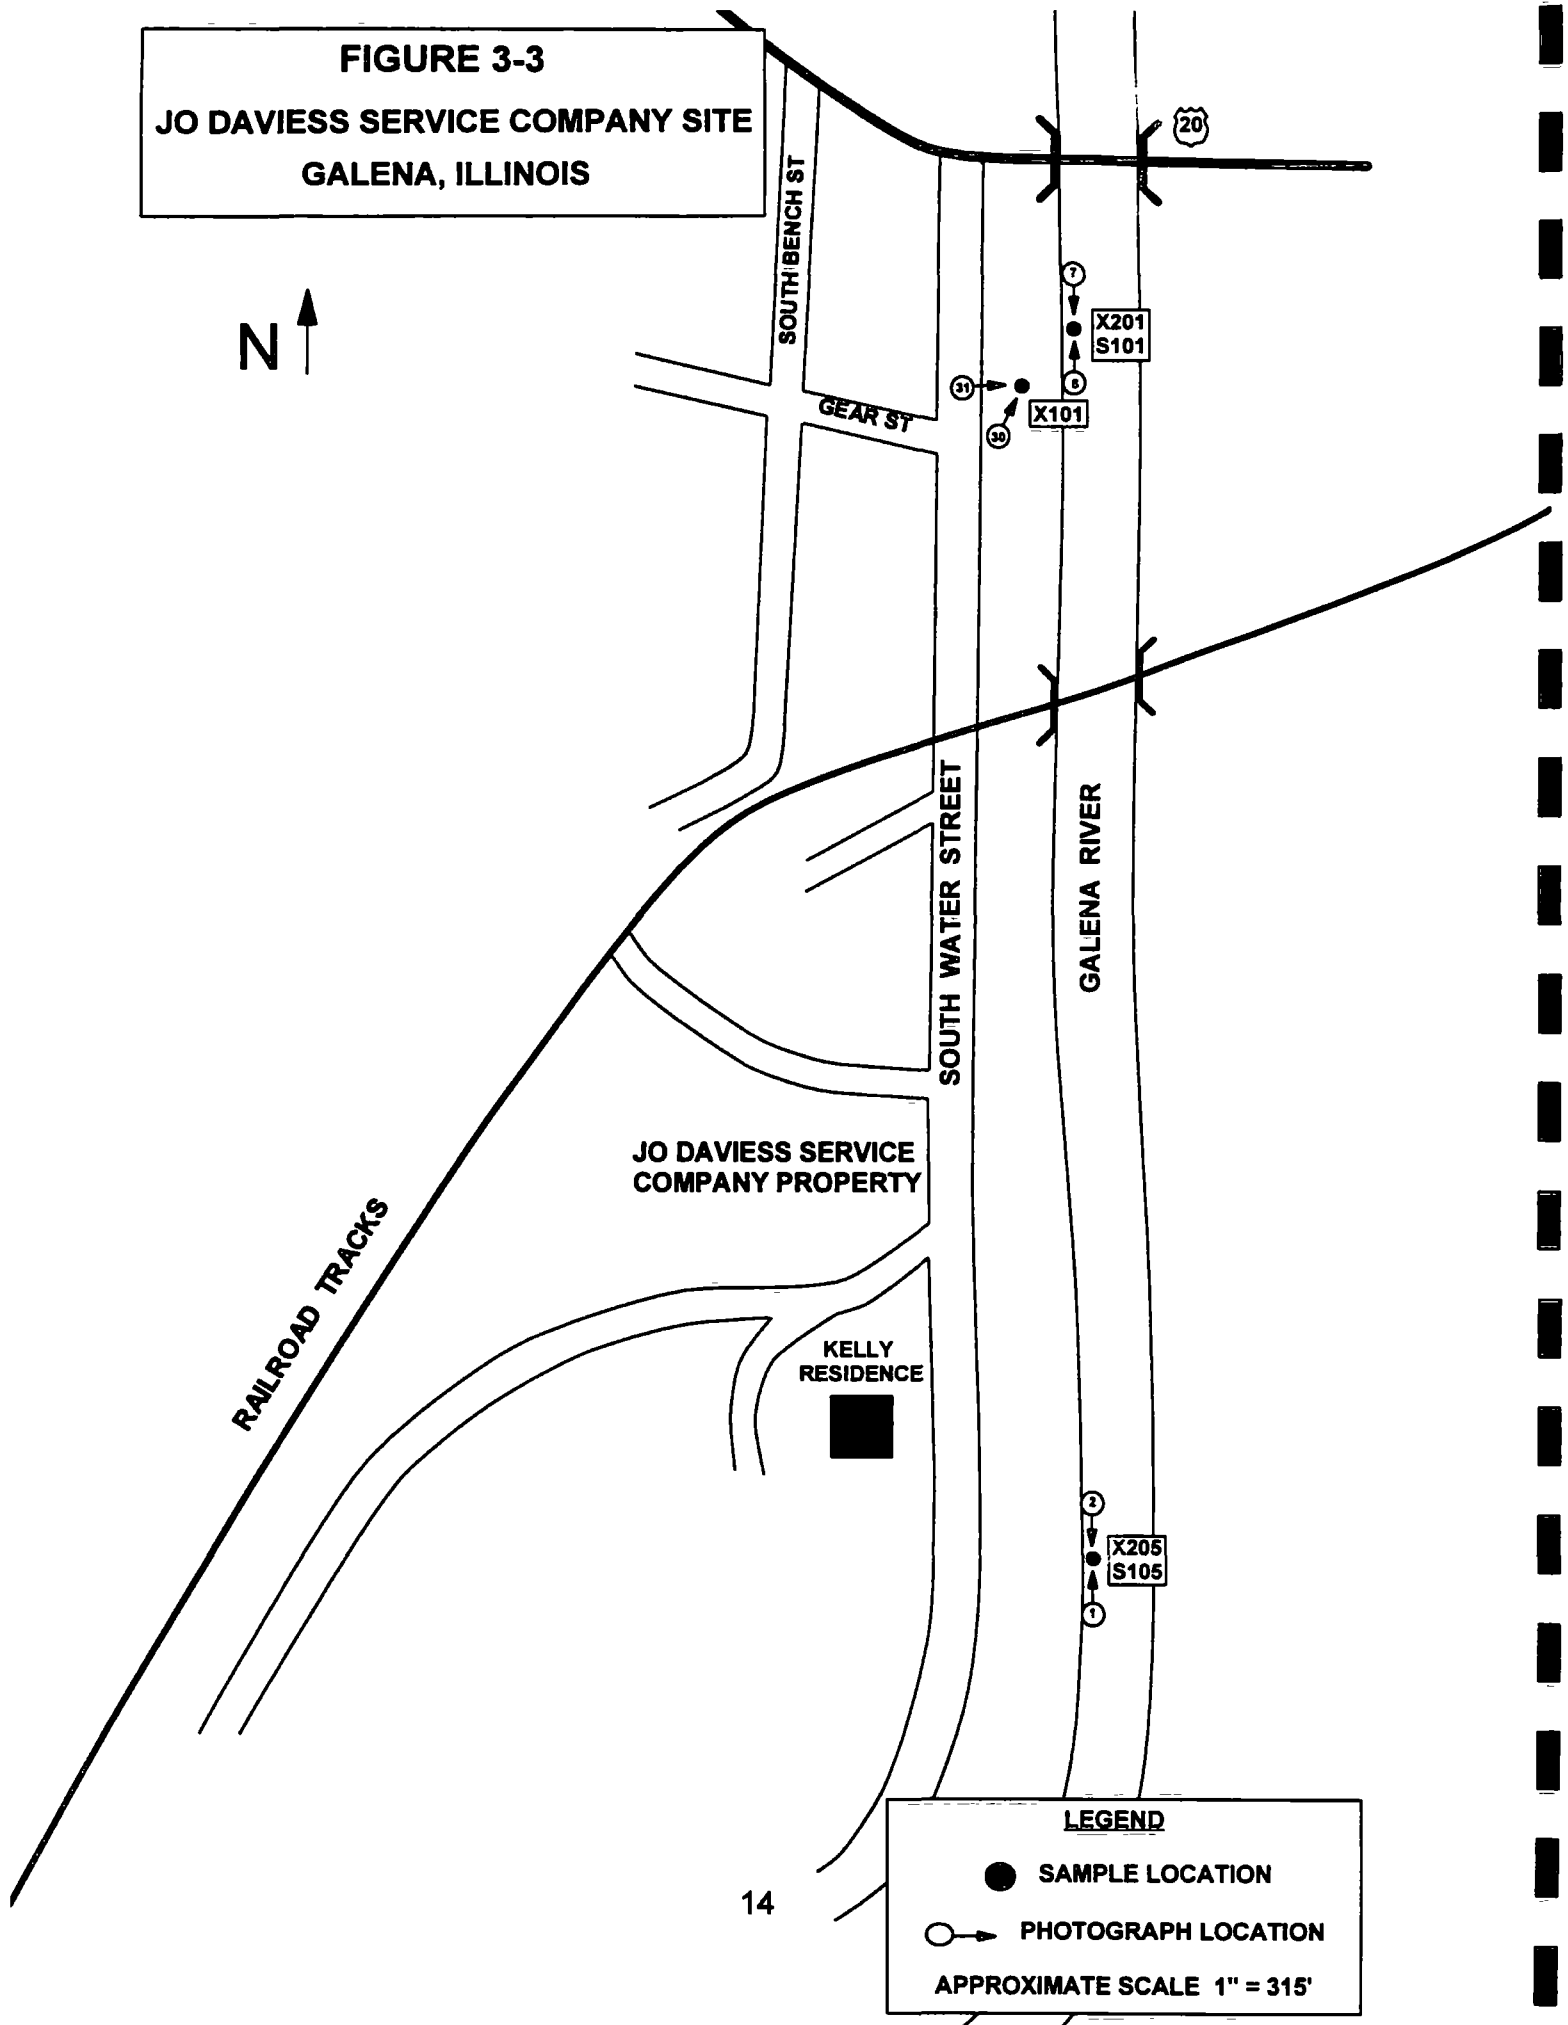 FIGURE 3-3
JO DAVIESS SERVICE COMPANY SITE
GALENA, ILLINOIS
20
SOUTH BENCH ST
N
7
X201
S101
31
X101
GEAR ST
30
SOUTH WATER STREET
GALENA RIVER
JO DAVIESS SERVICE
COMPANY PROPERTY
RAILROAD TRACKS
KELLY
RESIDENCE
2
X205
S105
1
LEGEND
SAMPLE LOCATION
PHOTOGRAPH LOCATION
APPROXIMATE SCALE 1" = 315'
14